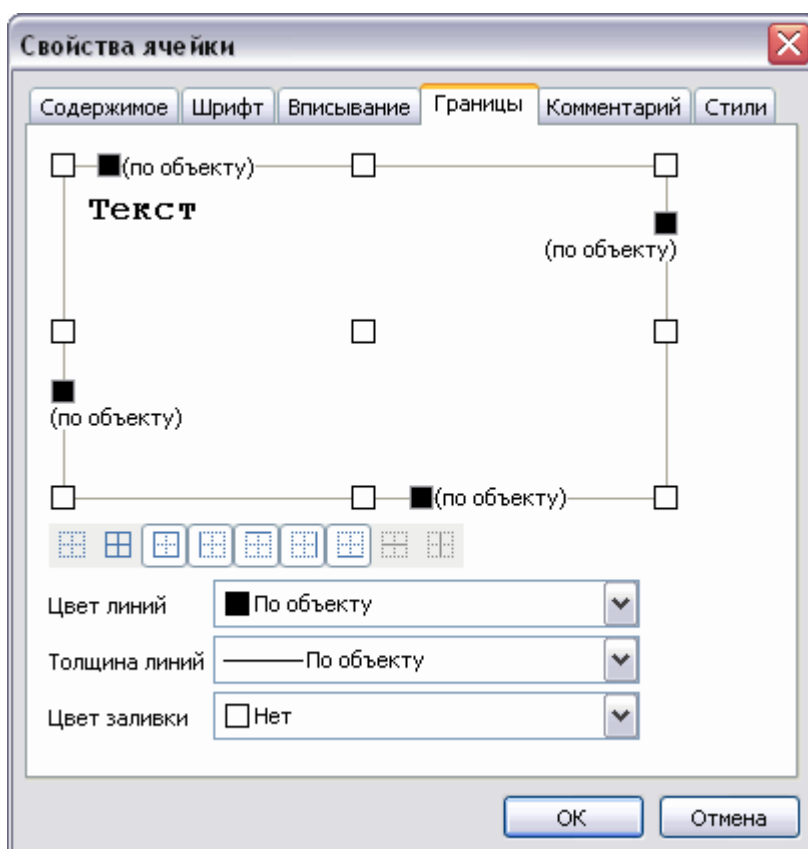 Свойства ячейки
Содержимое Шрифт Вписывание Границы Комментарий Стили
(по объекту)
Текст
(по объекту)
(по объекту)
(по объекту)
Цвет линий По объекту
Толщина линий По объекту
Цвет заливки Нет
ОК Отмена